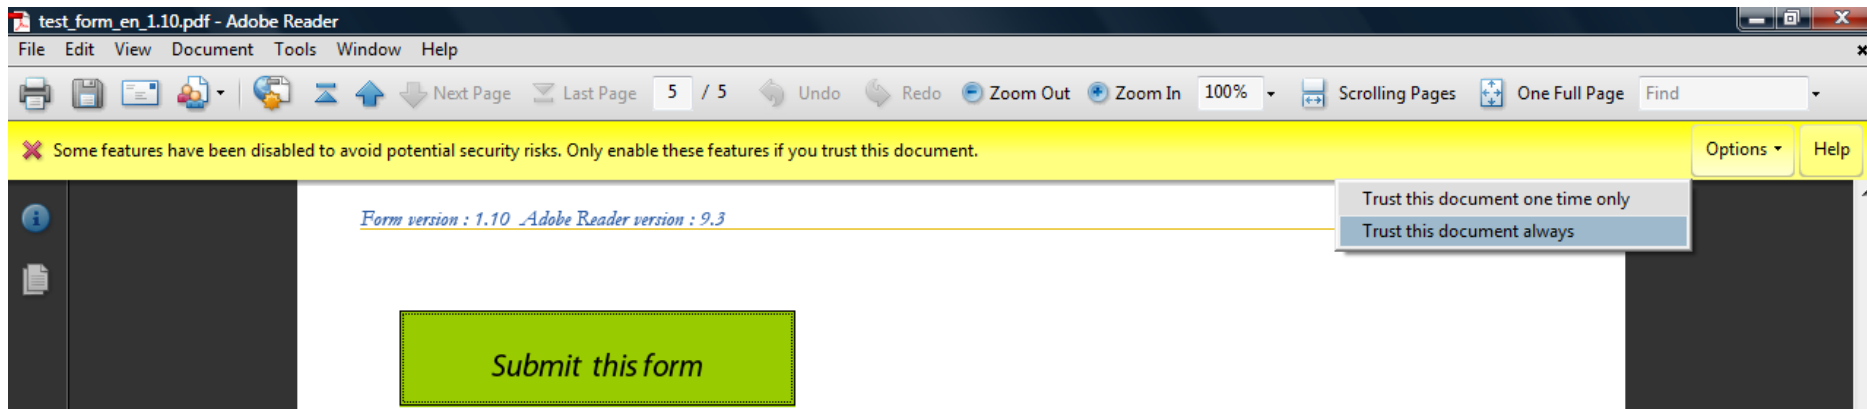 test_form_en_1.10.pdf - Adobe Reader
File Edit View Document Tools Window Help
Next Page Last Page 5 / 5 Undo Redo Zoom Out Zoom In 100% Scrolling Pages One Full Page Find
Some features have been disabled to avoid potential security risks. Only enable these features if you trust this document. Options Help
Trust this document one time only
Form version : 1.10 Adobe Reader version : 9.3
Trust this document always
Submit this form